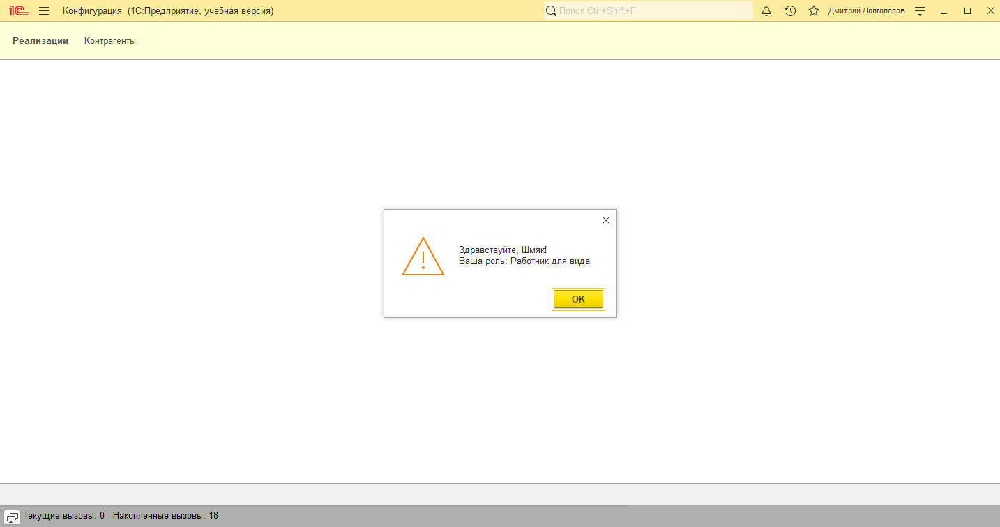 1С Конфигурация (1С:Предприятие, учебная версия) Поиск Ctrl+Shift+F Дмитрий Долгополов
Реализации Контрагенты
Здравствуйте, Шмяк!
Ваша роль: Работник для вида
OK
Текущие вызовы: 0 Накопленные вызовы: 18